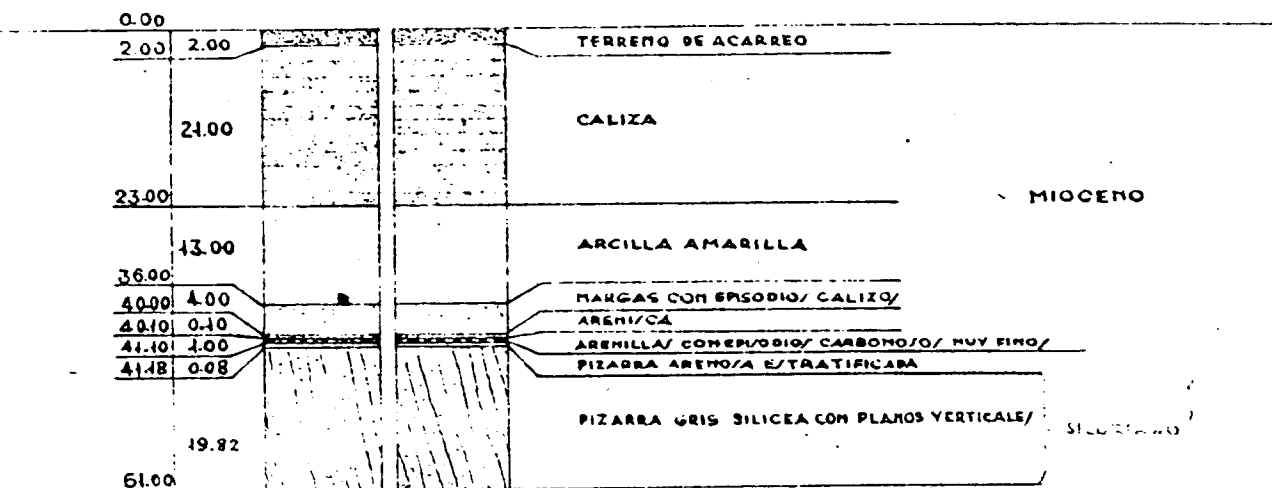 0.00
2.00 2.00 TERRENO DE ACARREO
21.00 CALIZA
23.00
MIOCENO
13.00 ARCILLA AMARILLA
36.00
4.00 MARGAS CON EPISODIOS CALIZOS
40.00
ARENISCA
40.10 0.10
41.10 1.00 ARENILLAS CON EPISODIOS CARBONOSOS MUY FINOS
41.18 0.08 PIZARRA ARENOSA ESTRATIFICADA
PIZARRA GRIS SILICEA CON PLANOS VERTICALES
SILURIANO
19.82
61.00